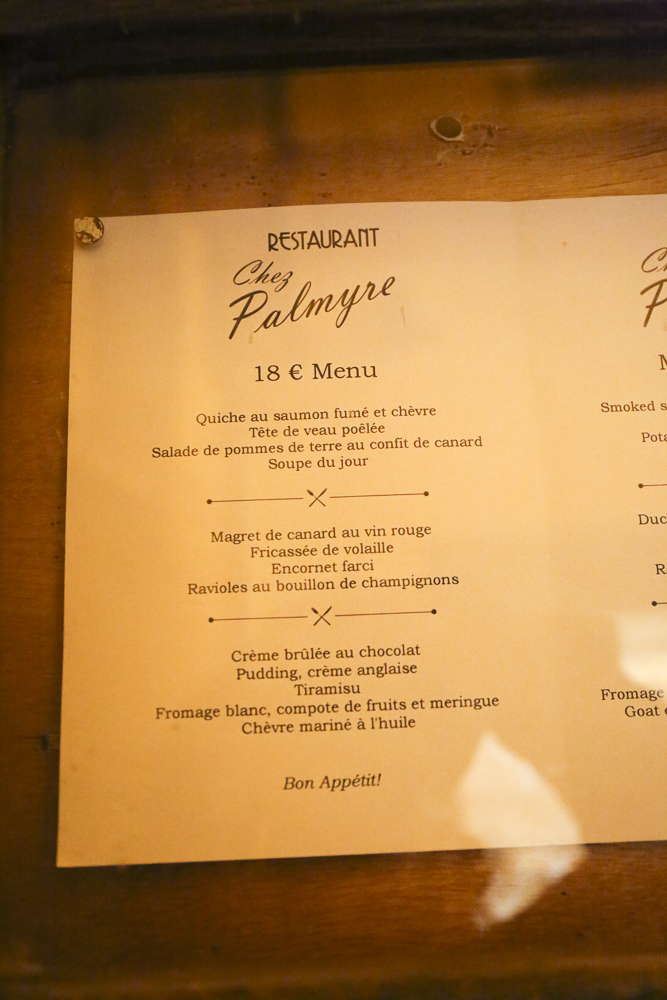 RESTAURANT
Chez
Palmyre
18 € Menu
Quiche au saumon fumé et chèvre
Tête de veau poêlée
Salade de pommes de terre au confit de canard
Soupe du jour
Magret de canard au vin rouge
Fricassée de volaille
Encornet farci
Ravioles au bouillon de champignons
Crème brûlée au chocolat
Pudding, crème anglaise
Tiramisu
Fromage blanc, compote de fruits et meringue
Chèvre mariné à l'huile
Bon Appétit!
Smoked
Fromage
Goat